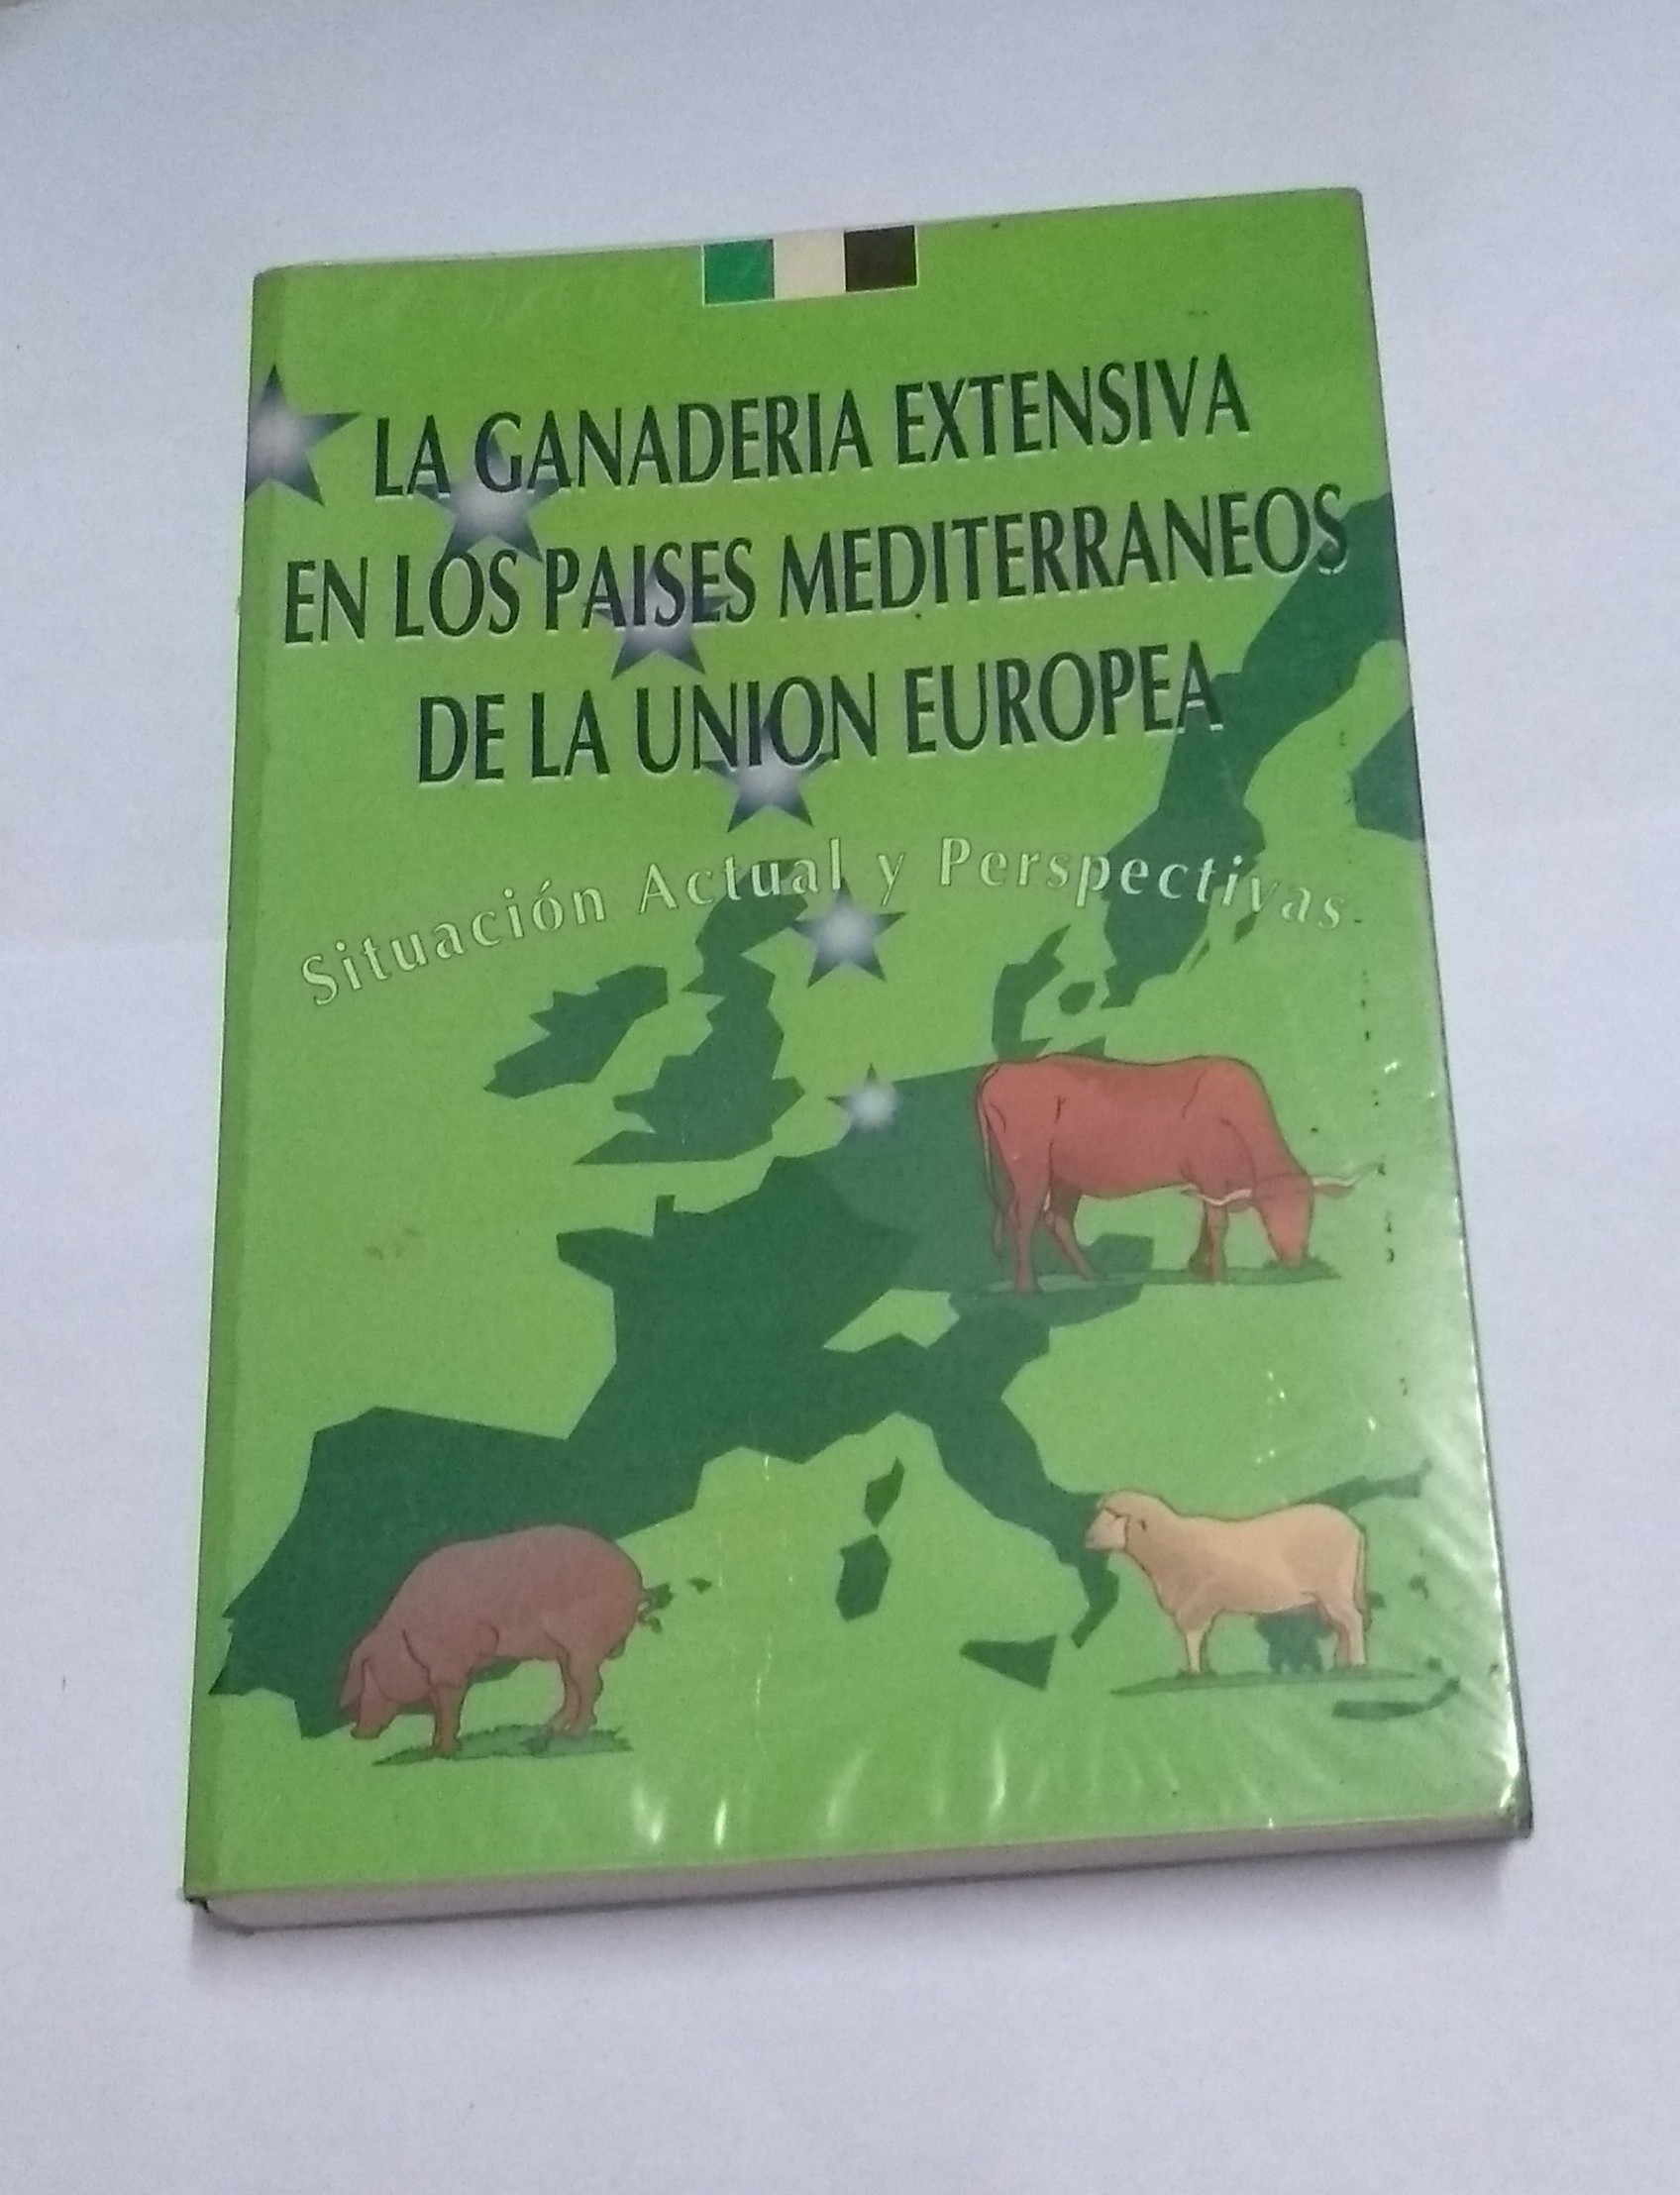 LA GANADERIA EXTENSIVA
EN LOS PAISES MEDITERRANEOS
DE LA UNION EUROPEA
Situación Actual y Perspectivas